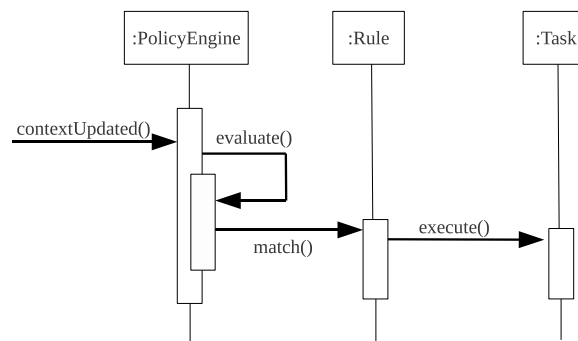 :PolicyEngine
:Rule
:Task
contextUpdated()
evaluate()
match()
execute()